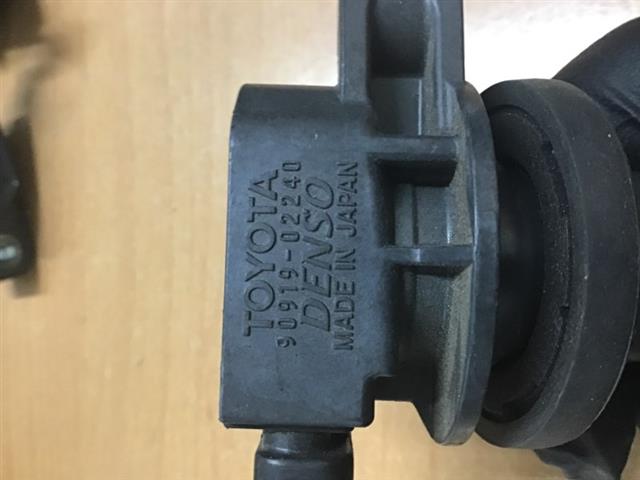 TOYOTA
90919-02240
DENSO
MADE IN JAPAN